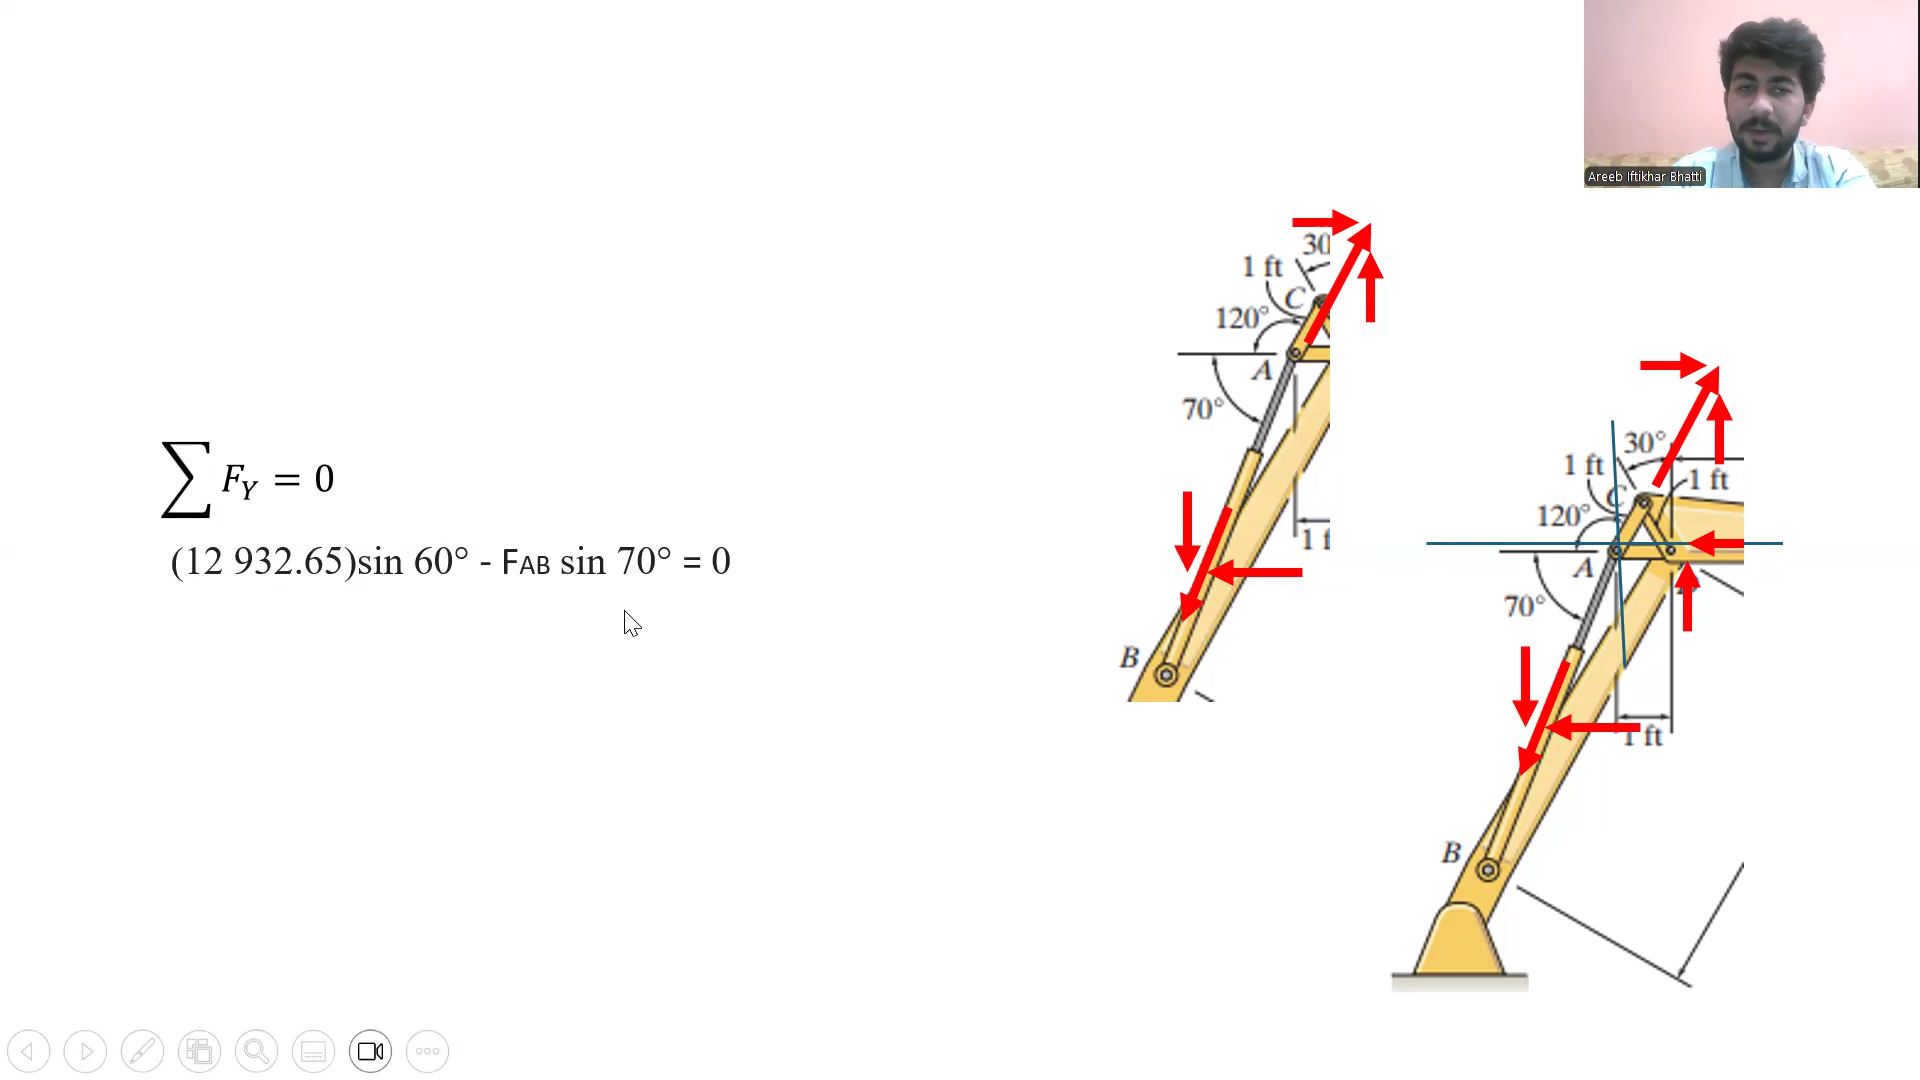 Areeb Iftikhar Bhatti
30
1 ft
C
120°
A
70°
B
1 f
30°
1 ft
C
1 ft
120°
A
70°
1 ft
B
∑ F_Y = 0
(12 932.65)sin 60° - FAB sin 70° = 0